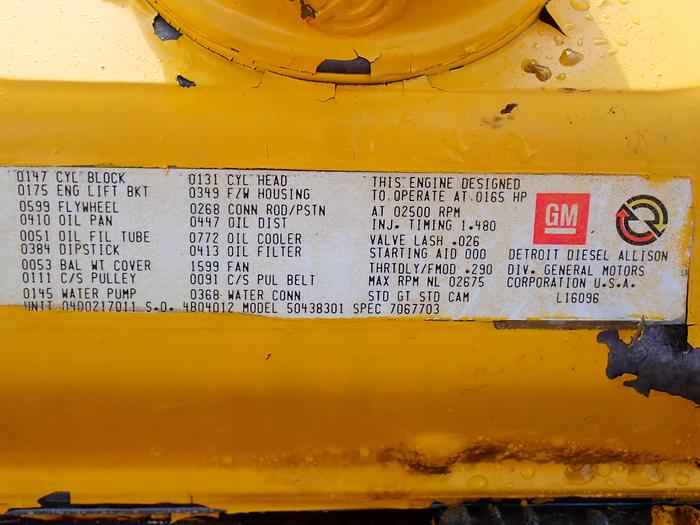 0147 CYL BLOCK
0175 ENG LIFT BKT
0599 FLYWHEEL
0410 OIL PAN
0051 OIL FIL TUBE
0384 DIPSTICK
0053 BAL WT COVER
0111 C/S PULLEY
0145 WATER PUMP
0131 CYL HEAD
0349 F/W HOUSING
0268 CONN ROD/PSTN
0447 OIL DIST
0772 OIL COOLER
0413 OIL FILTER
1599 FAN
0091 C/S PUL BELT
0368 WATER CONN
THIS ENGINE DESIGNED
TO OPERATE AT 0165 HP
AT 02500 RPM
INJ. TIMING 1.480
VALVE LASH .026
STARTING AID 000
THRTDLY/FMOD .290
MAX RPM NL 02675
STD GT STD CAM
GM
DETROIT DIESEL ALLISON
DIV. GENERAL MOTORS
CORPORATION U.S.A.
L16096
UNIT 04D0217011 S.O. 4B04012 MODEL 50438301 SPEC 7067703